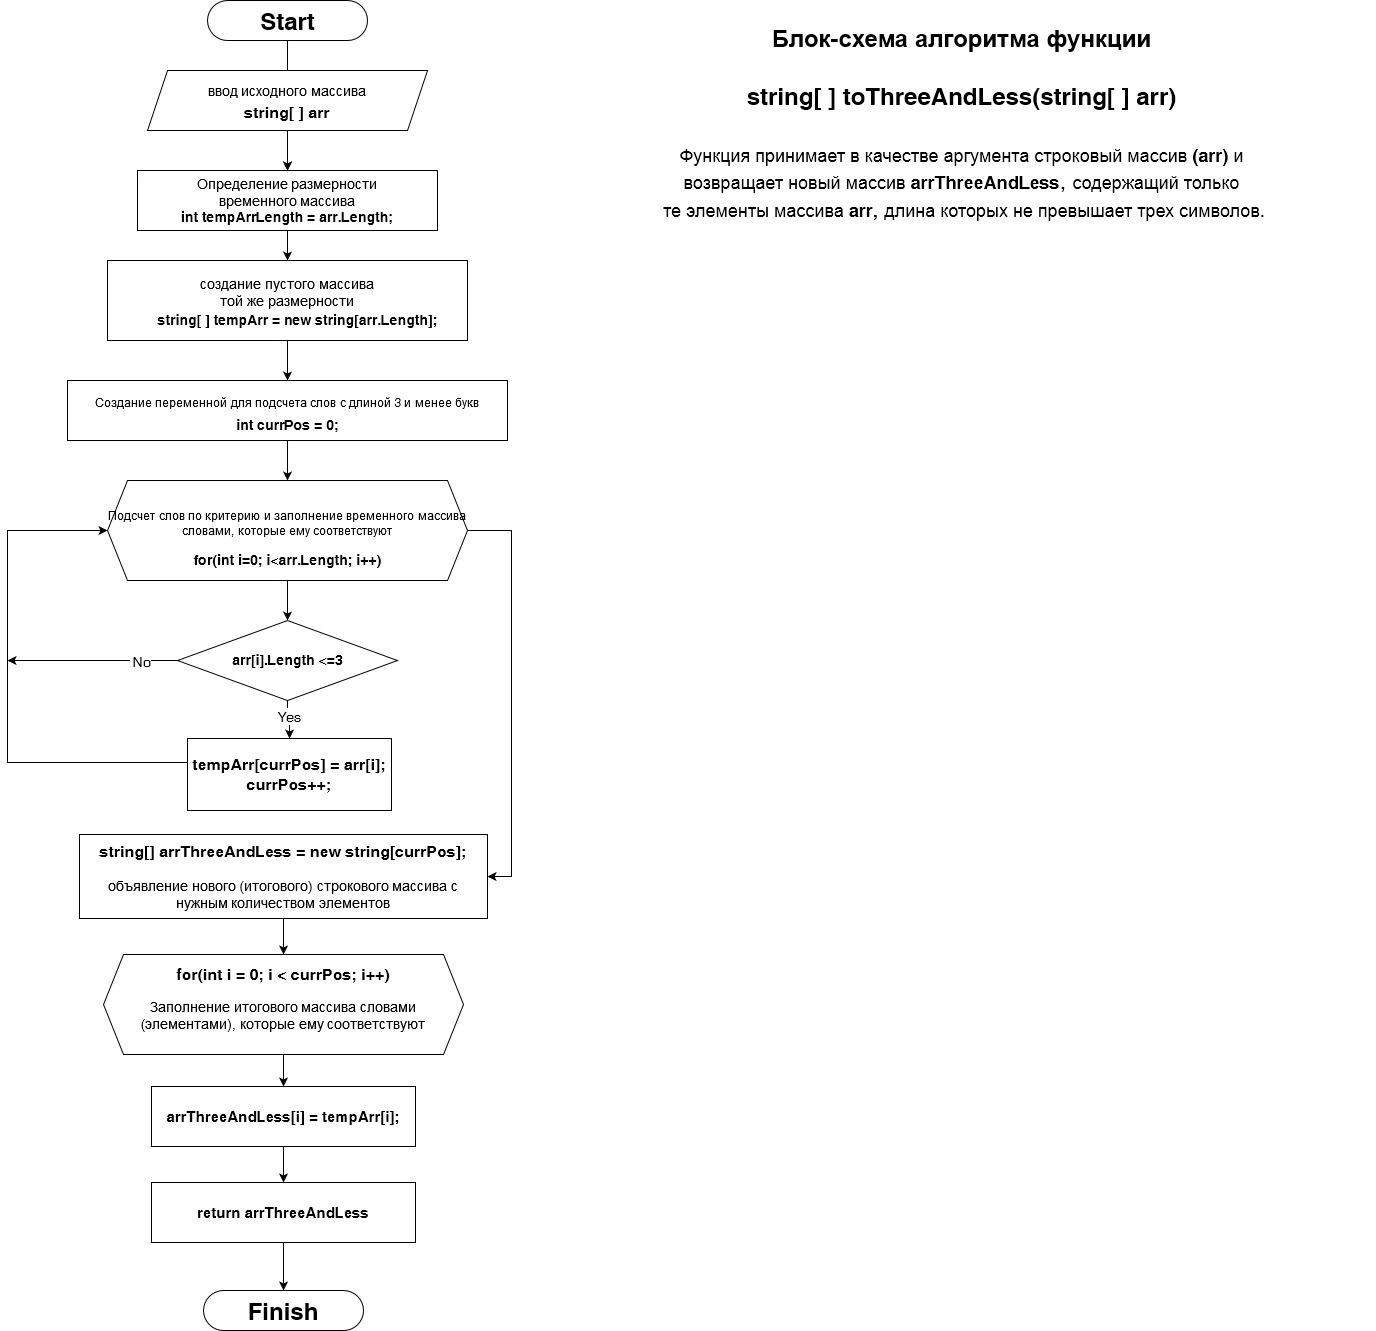 Start
ввод исходного массива
string[ ] arr
Определение размерности
временного массива
int tempArrLength = arr.Length;
создание пустого массива
той же размерности
string[ ] tempArr = new string[arr.Length];
Создание переменной для подсчета слов с длиной 3 и менее букв
int currPos = 0;
Подсчет слов по критерию и заполнение временного массива
словами, которые ему соответствуют
for(int i=0; i<arr.Length; i++)
arr[i].Length <=3
No
Yes
tempArr[currPos] = arr[i];
currPos++;
string[] arrThreeAndLess = new string[currPos];
объявление нового (итогового) строкового массива с
нужным количеством элементов
for(int i = 0; i < currPos; i++)
Заполнение итогового массива словами
(элементами), которые ему соответствуют
arrThreeAndLess[i] = tempArr[i];
return arrThreeAndLess
Finish
Блок-схема алгоритма функции
string[ ] toThreeAndLess(string[ ] arr)
Функция принимает в качестве аргумента строковый массив (arr) и
возвращает новый массив arrThreeAndLess, содержащий только
те элементы массива arr, длина которых не превышает трех символов.